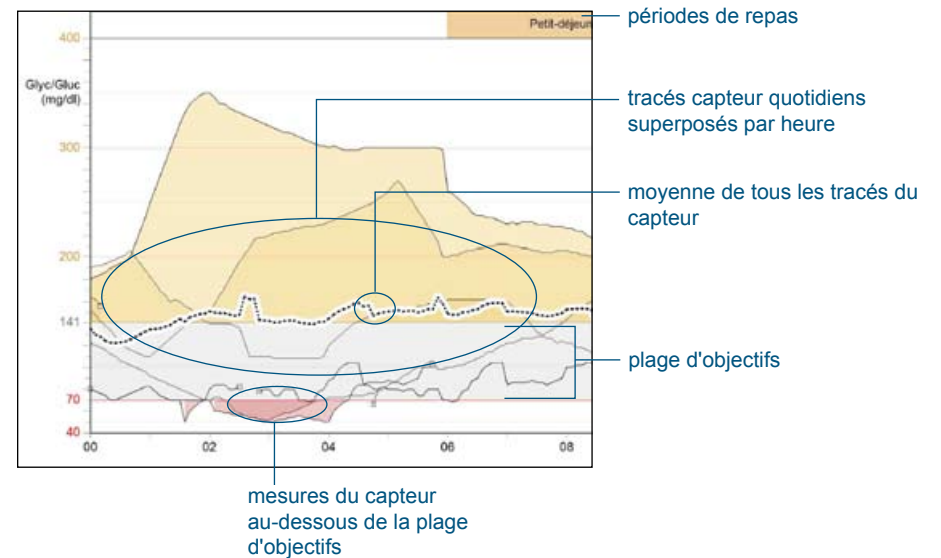 Petit-déjeun
périodes de repas
400
Glyc/Gluc
(mg/dl)
tracés capteur quotidiens
superposés par heure
300
moyenne de tous les tracés du
capteur
200
141
plage d'objectifs
70
40
00 02 04 06 08
mesures du capteur
au-dessous de la plage
d'objectifs